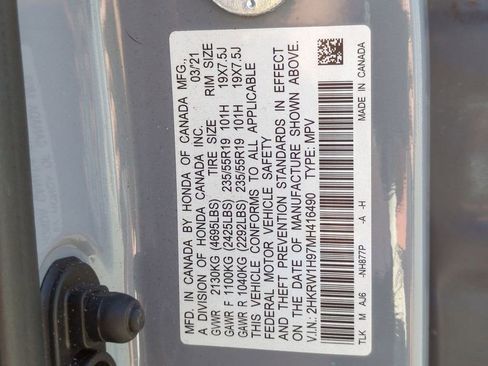 MFD. IN CANADA BY HONDA OF CANADA MFG.,
A DIVISION OF HONDA CANADA INC. 03/21
TIRE SIZE RIM SIZE
GVWR 2130KG (4695LBS)
GAWR F 1100KG (2425LBS) 235/55R19 101H 19X7.5J
GAWR R 1040KG (2292LBS) 235/55R19 101H 19X7.5J
THIS VEHICLE CONFORMS TO ALL APPLICABLE
FEDERAL MOTOR VEHICLE SAFETY
AND THEFT PREVENTION STANDARDS IN EFFECT
ON THE DATE OF MANUFACTURE SHOWN ABOVE.
V.I.N.: 2HKRW1H97MH416490 TYPE: MPV
TLK M AJ6 -NH877P -A -H MADE IN CANADA